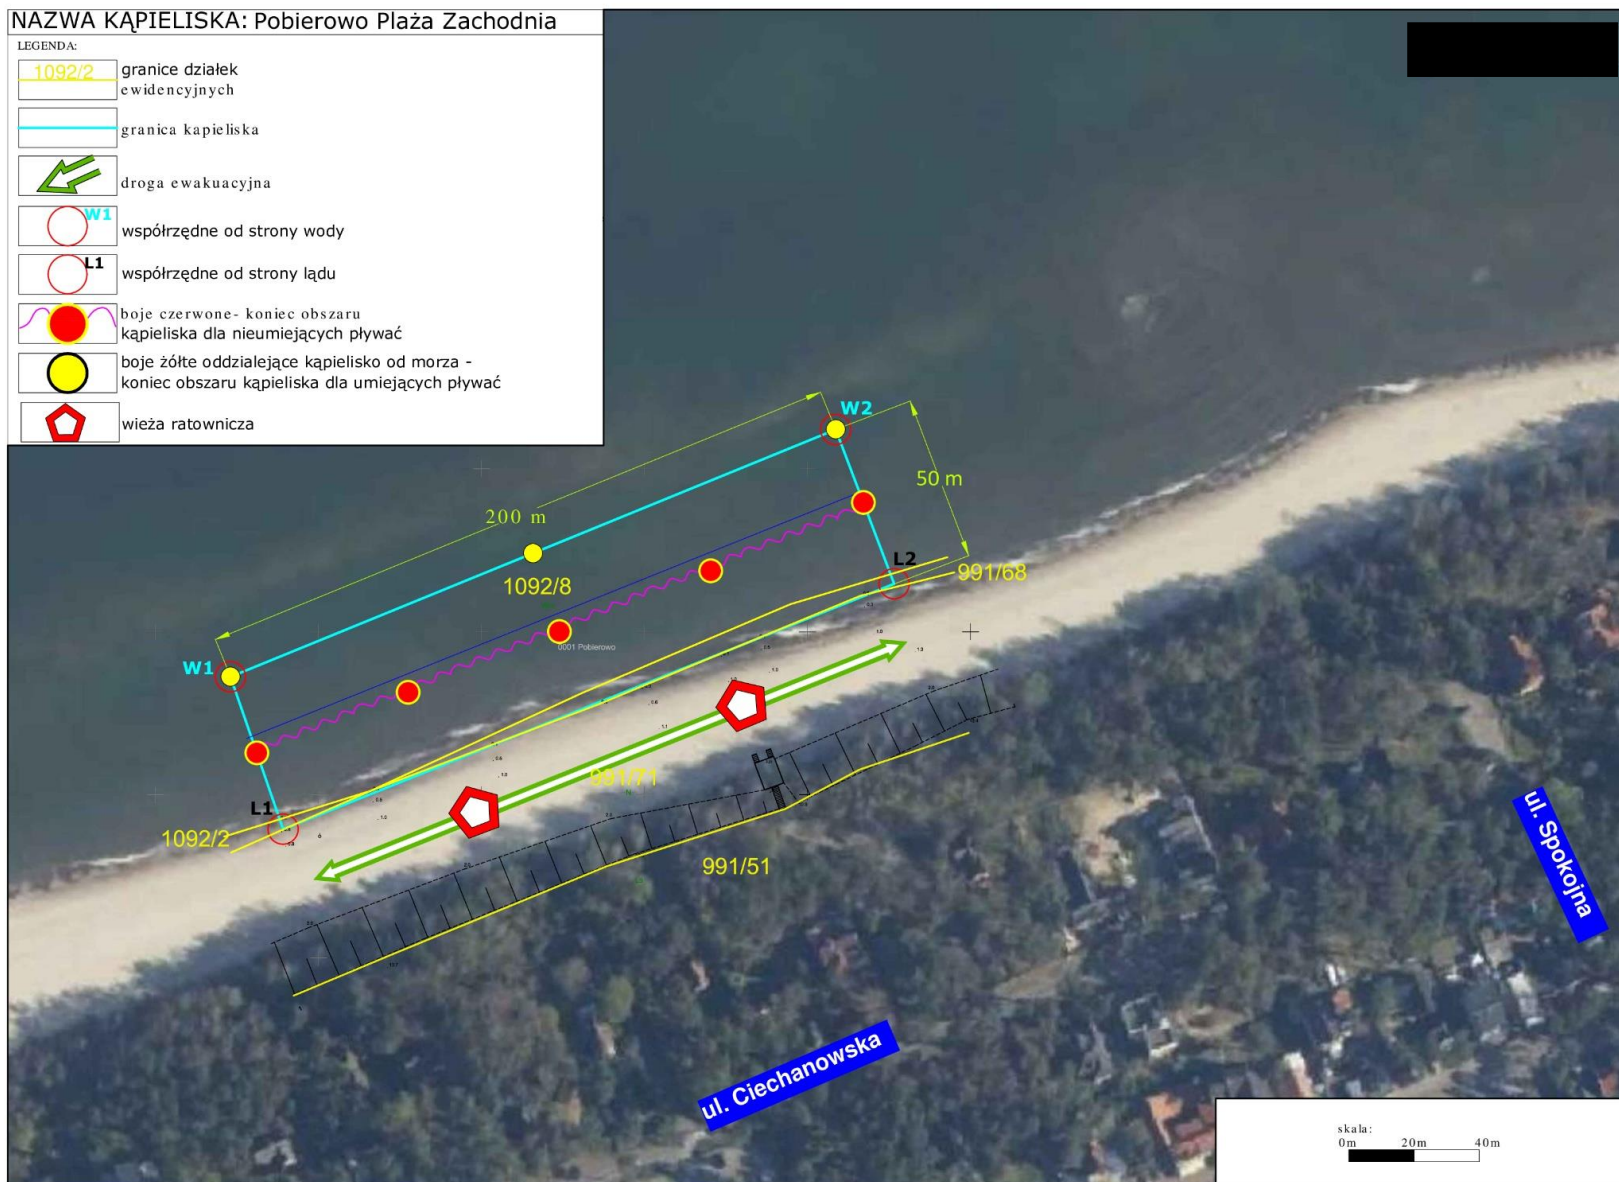 NAZWA KĄPIELISKA: Pobierowo Plaża Zachodnia
LEGENDA:
1092/2
granice działek
ewidencyjnych
granica kapieliska
droga ewakuacyjna
W1
współrzędne od strony wody
L1
współrzędne od strony lądu
boje czerwone- koniec obszaru
kąpieliska dla nieumiejących pływać
boje żółte oddzialejące kąpielisko od morza -
koniec obszaru kąpieliska dla umiejących pływać
wieża ratownicza
W2
50 m
200 m
L2
1092/8
991/68
0001 Pobierowo
W1
991/71
L1
1092/2
991/51
ul. Spokojna
ul. Ciechanowska
skala:
0m 20m 40m